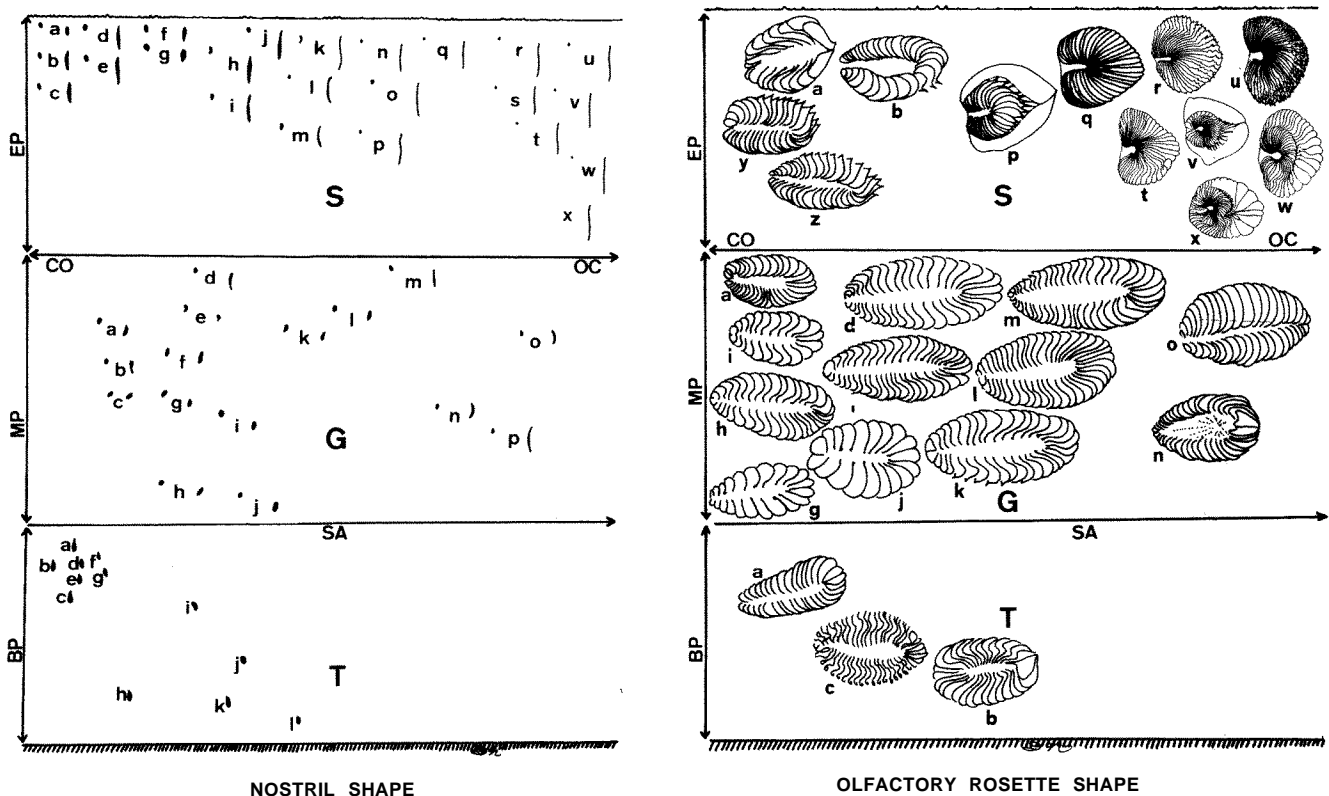 a d f j k n q r u
b e g h l o s v
c i m p t w
S x
EP
CO OC
d m
a e k l o
b f
c g i n p
G
h j
MP
SA
a
b d f
e g
c
i
j T
h k
l
BP
NOSTRIL SHAPE
a b p q r u
y z t v w
S x
EP
CO OC
a d m o
i l
h n
g j k G
MP
SA
a
T
c b
BP
OLFACTORY ROSETTE SHAPE